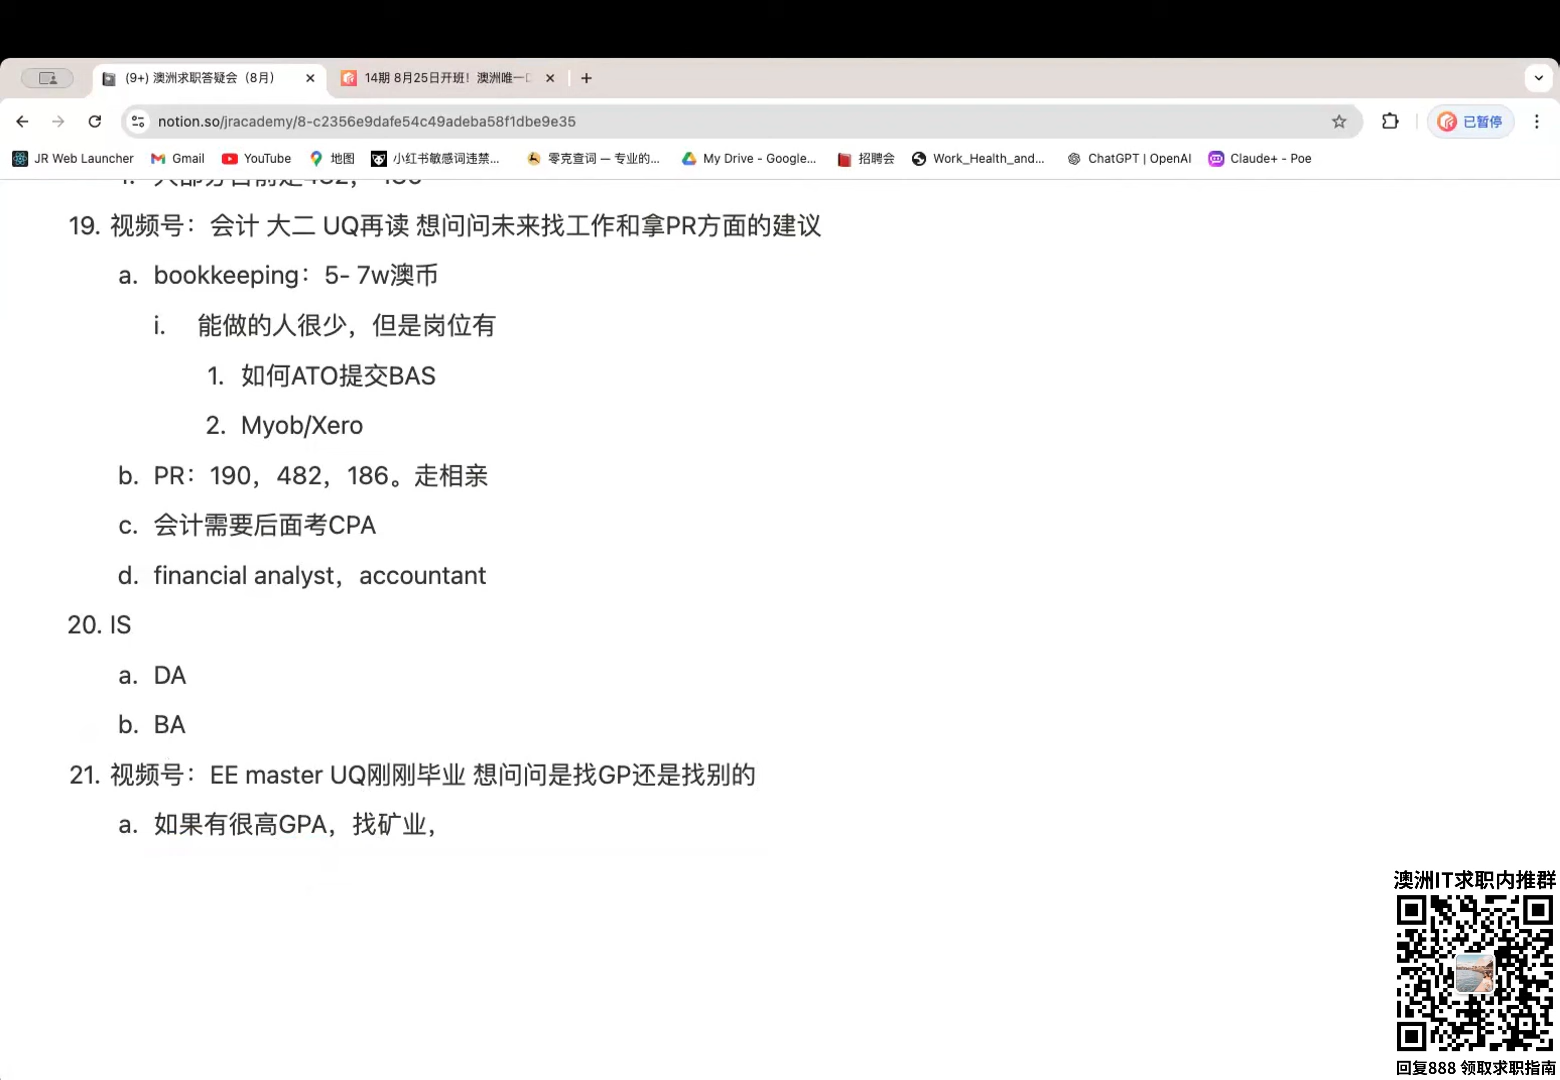 (9+) 澳洲求职答疑会（8月）
14期 8月25日开班！澳洲唯一
notion.so/jracademy/8-c2356e9dafe54c49adeba58f1dbe9e35
已暂停
JR Web Launcher
Gmail
YouTube
地图
小红书敏感词违禁...
零克查词 — 专业的...
My Drive - Google...
招聘会
Work_Health_and...
ChatGPT | OpenAI
Claude+ - Poe
19. 视频号：会计 大二 UQ再读 想问问未来找工作和拿PR方面的建议
a. bookkeeping：5- 7w澳币
i. 能做的人很少，但是岗位有
1. 如何ATO提交BAS
2. Myob/Xero
b. PR：190，482，186。走相亲
c. 会计需要后面考CPA
d. financial analyst，accountant
20. IS
a. DA
b. BA
21. 视频号：EE master UQ刚刚毕业 想问问是找GP还是找别的
a. 如果有很高GPA，找矿业，
澳洲IT求职内推群
回复888 领取求职指南